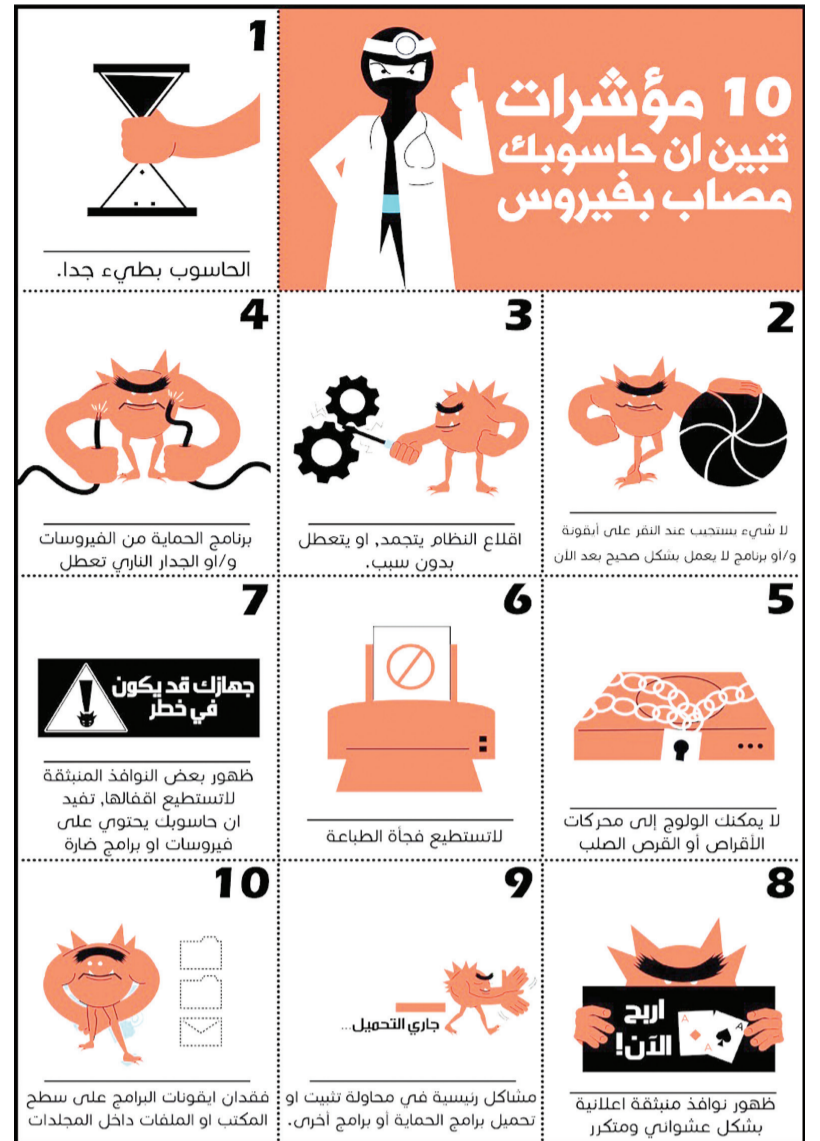 10 مؤشرات
تبين ان حاسوبك
مصاب بفيروس
1
الحاسوب بطيء جدا.
2
لا شيء يستجيب عند النقر على أيقونة
و/أو برنامج لا يعمل بشكل صحيح بعد الآن
3
اقلاع النظام يتجمد, او يتعطل
بدون سبب.
4
برنامج الحماية من الفيروسات
و/او الجدار الناري تعطل
5
لا يمكنك الولوج إلى محركات
الأقراص أو القرص الصلب
6
لاتستطيع فجأة الطباعة
7
جهازك قد يكون
في خطر
ظهور بعض النوافذ المنبثقة
لاتستطيع اقفالها, تفيد
ان حاسوبك يحتوي على
فيروسات او برامج ضارة
8
اربح
الآن!
A
A
A
ظهور نوافذ منبثقة اعلانية
بشكل عشواني ومتكرر
9
جاري التحميل...
مشاكل رئيسية في محاولة تثبيت او
تحميل برامج الحماية أو برامج أخرى.
10
فقدان ايقونات البرامج على سطح
المكتب او الملفات داخل المجلدات